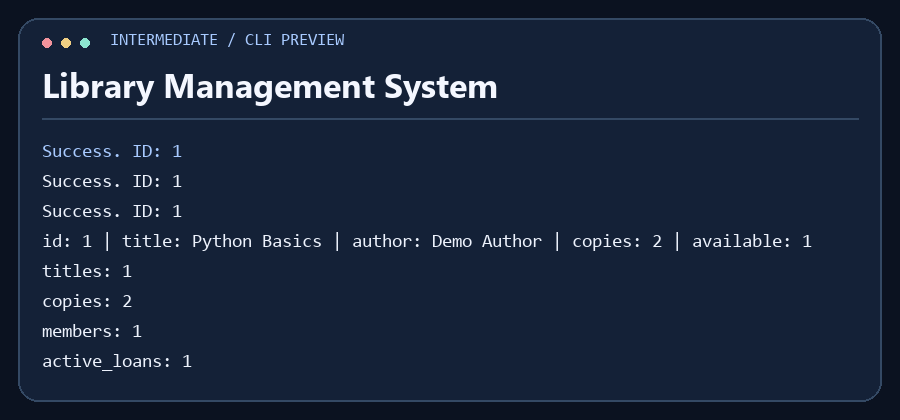 INTERMEDIATE / CLI PREVIEW
Library Management System
Success. ID: 1
Success. ID: 1
Success. ID: 1
id: 1 | title: Python Basics | author: Demo Author | copies: 2 | available: 1
titles: 1
copies: 2
members: 1
active_loans: 1